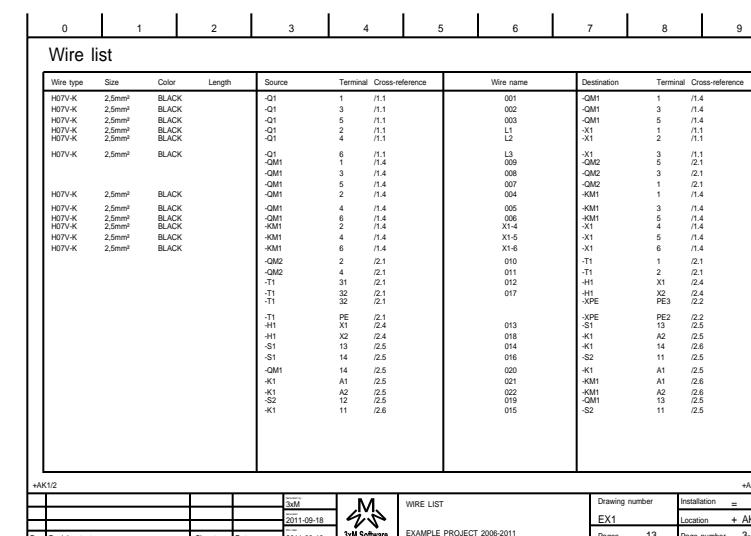 0 1 2 3 4 5 6 7 8 9
Wire list
Wire type Size Color Length Source Terminal Cross-reference Wire name Destination Terminal Cross-reference
H07V-K 2,5mm² BLACK -Q1 1 /1.1 001 -QM1 1 /1.4
H07V-K 2,5mm² BLACK -Q1 3 /1.1 002 -QM1 3 /1.4
H07V-K 2,5mm² BLACK -Q1 5 /1.1 003 -QM1 5 /1.4
H07V-K 2,5mm² BLACK -Q1 2 /1.1 L1 -X1 1 /1.1
H07V-K 2,5mm² BLACK -Q1 4 /1.1 L2 -X1 2 /1.1
H07V-K 2,5mm² BLACK -Q1 6 /1.1 L3 -X1 3 /1.1
-QM1 1 /1.4 009 -QM2 5 /2.1
-QM1 3 /1.4 008 -QM2 3 /2.1
-QM1 5 /1.4 007 -QM2 1 /2.1
H07V-K 2,5mm² BLACK -QM1 2 /1.4 004 -KM1 1 /1.4
H07V-K 2,5mm² BLACK -QM1 4 /1.4 005 -KM1 3 /1.4
H07V-K 2,5mm² BLACK -QM1 6 /1.4 006 -KM1 5 /1.4
H07V-K 2,5mm² BLACK -KM1 2 /1.4 X1-4 -X1 4 /1.4
H07V-K 2,5mm² BLACK -KM1 4 /1.4 X1-5 -X1 5 /1.4
H07V-K 2,5mm² BLACK -KM1 6 /1.4 X1-6 -X1 6 /1.4
-QM2 2 /2.1 010 -T1 1 /2.1
-QM2 4 /2.1 011 -T1 2 /2.1
-T1 31 /2.1 012 -H1 X1 /2.4
-T1 32 /2.1 017 -H1 X2 /2.4
-T1 32 /2.1 -XPE PE3 /2.2
-T1 PE /2.1 -XPE PE2 /2.2
-H1 X1 /2.4 013 -S1 13 /2.5
-H1 X2 /2.4 018 -K1 A2 /2.5
-S1 13 /2.5 014 -K1 14 /2.6
-S1 14 /2.5 016 -S2 11 /2.5
-QM1 14 /2.5 020 -K1 A1 /2.5
-K1 A1 /2.5 021 -KM1 A1 /2.6
-K1 A2 /2.5 022 -KM1 A2 /2.6
-S2 12 /2.5 019 -QM1 13 /2.5
-K1 11 /2.6 015 -S2 11 /2.5
+AK1/2 +A
3xM M WIRE LIST Drawing number Installation =
2011-09-18 EX1 Location + AK
3xM Software EXAMPLE PROJECT 2006-2011 Pages 13 Page number 3